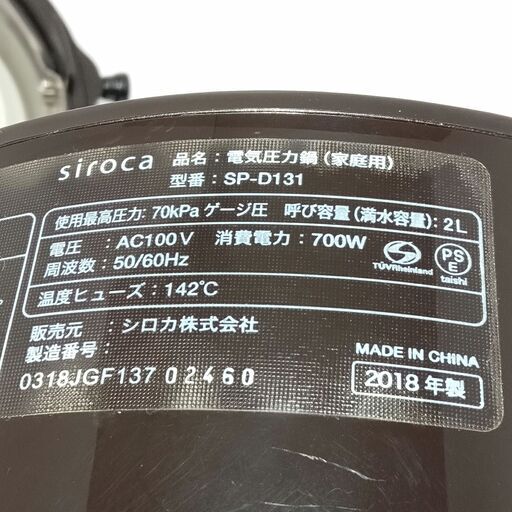 siroca 品名：電気圧力鍋（家庭用）
型番：SP-D131
使用最高圧力：70kPa ゲージ圧 呼び容量（満水容量）：2L
電圧：AC100V 消費電力：700W
周波数：50/60Hz
TÜVRheinland
PS
E
taishi
温度ヒューズ：142℃
販売元：シロカ株式会社
製造番号：
0318JGF137 02460
MADE IN CHINA
2018年製